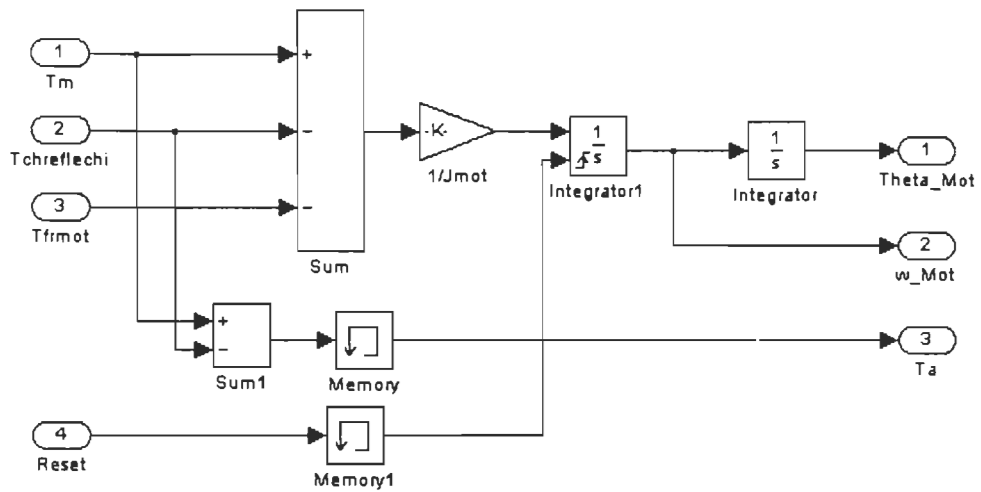 1
Tm
2
Tchreflechi
3
Tfrmot
+
−
−
Sum
-K-
1/Jmot
1
s
Integrator1
1
s
Integrator
1
Theta_Mot
2
w_Mot
+
−
Sum1
Memory
3
Ta
4
Reset
Memory1